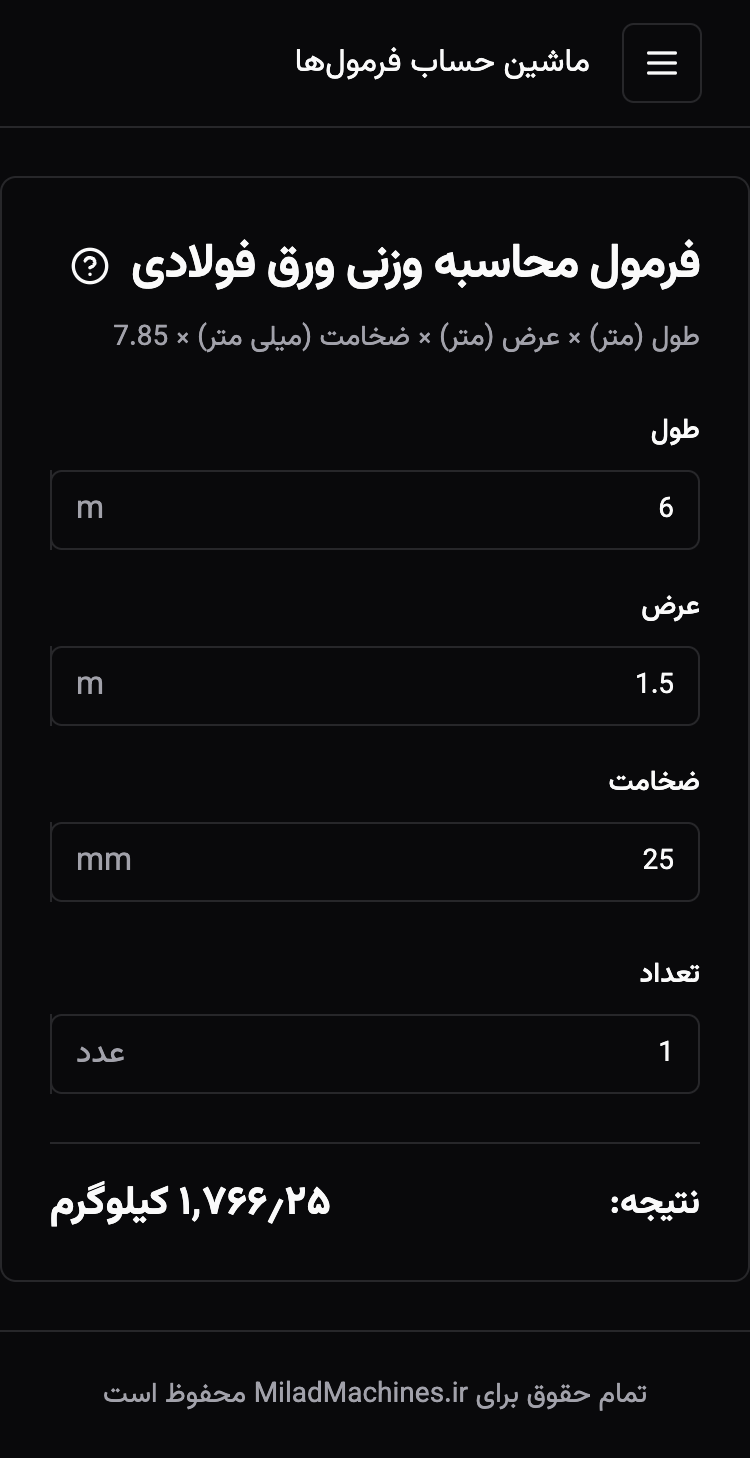 ماشین حساب فرمول‌ها
فرمول محاسبه وزنی ورق فولادی
طول (متر) × عرض (متر) × ضخامت (میلی متر) × 7.85
طول
6 m
عرض
1.5 m
ضخامت
25 mm
تعداد
1 عدد
نتیجه: ۱,۷۶۶٫۲۵ کیلوگرم
تمام حقوق برای MiladMachines.ir محفوظ است